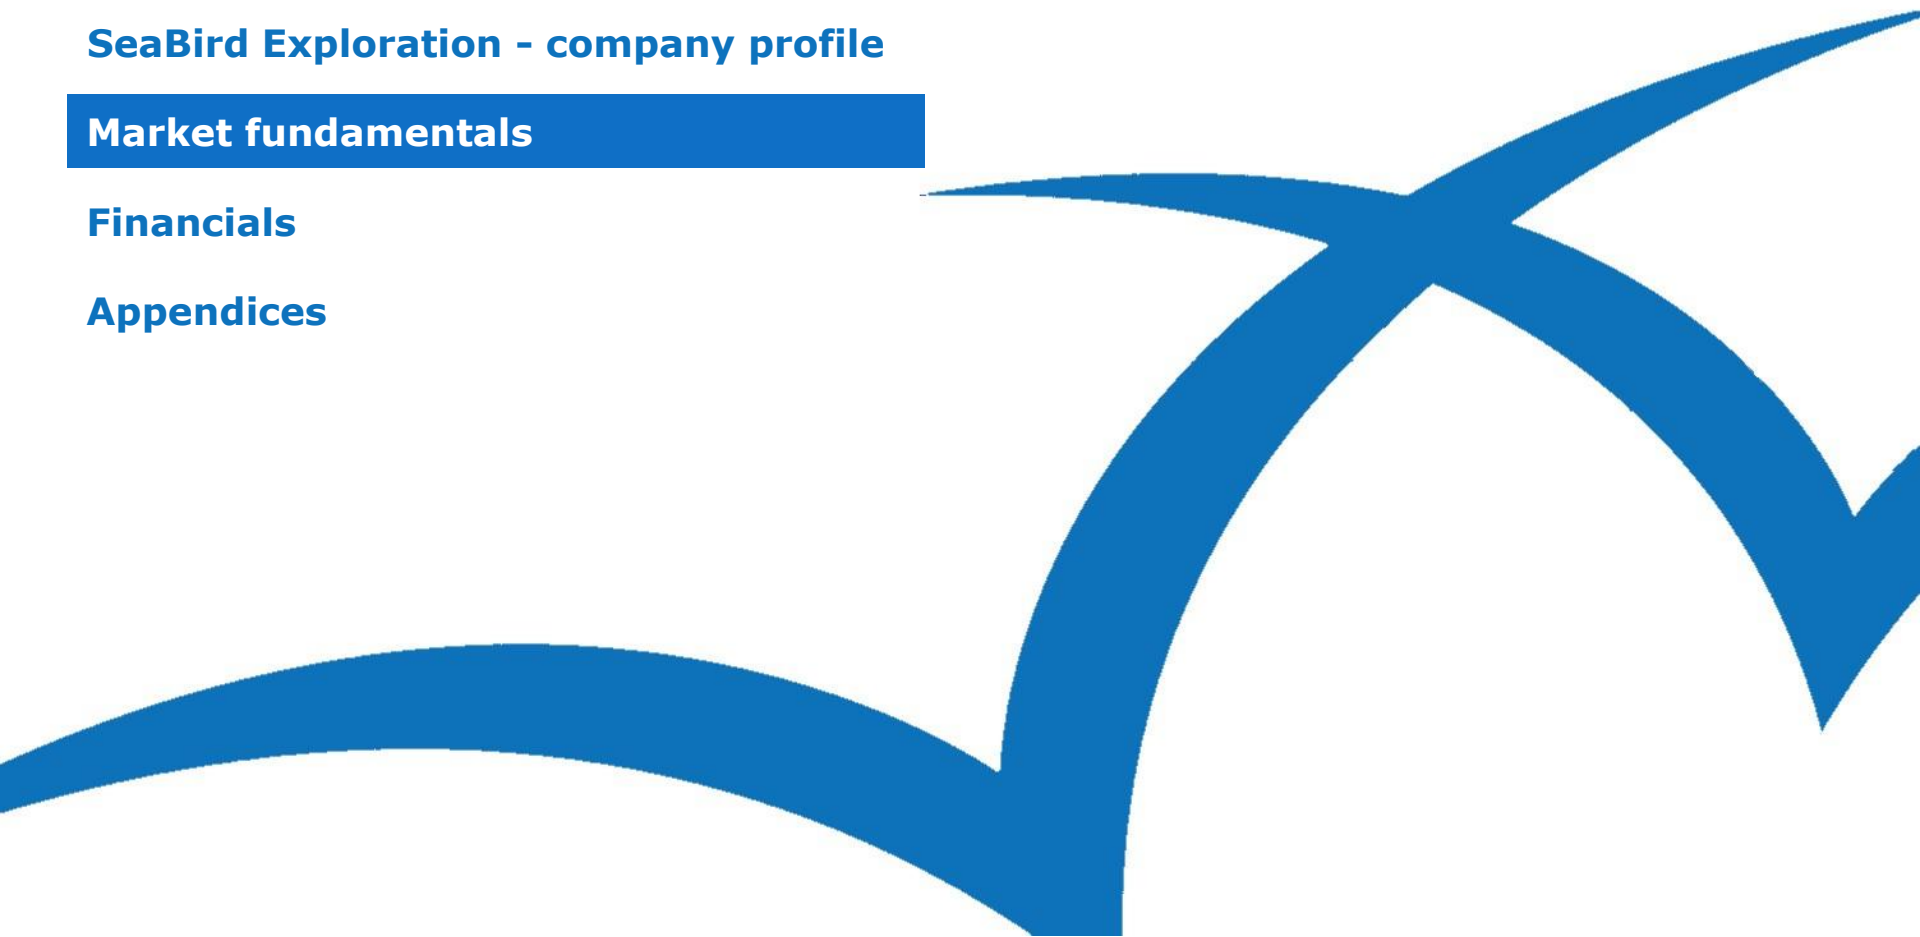 SeaBird Exploration - company profile
Market fundamentals
Financials
Appendices